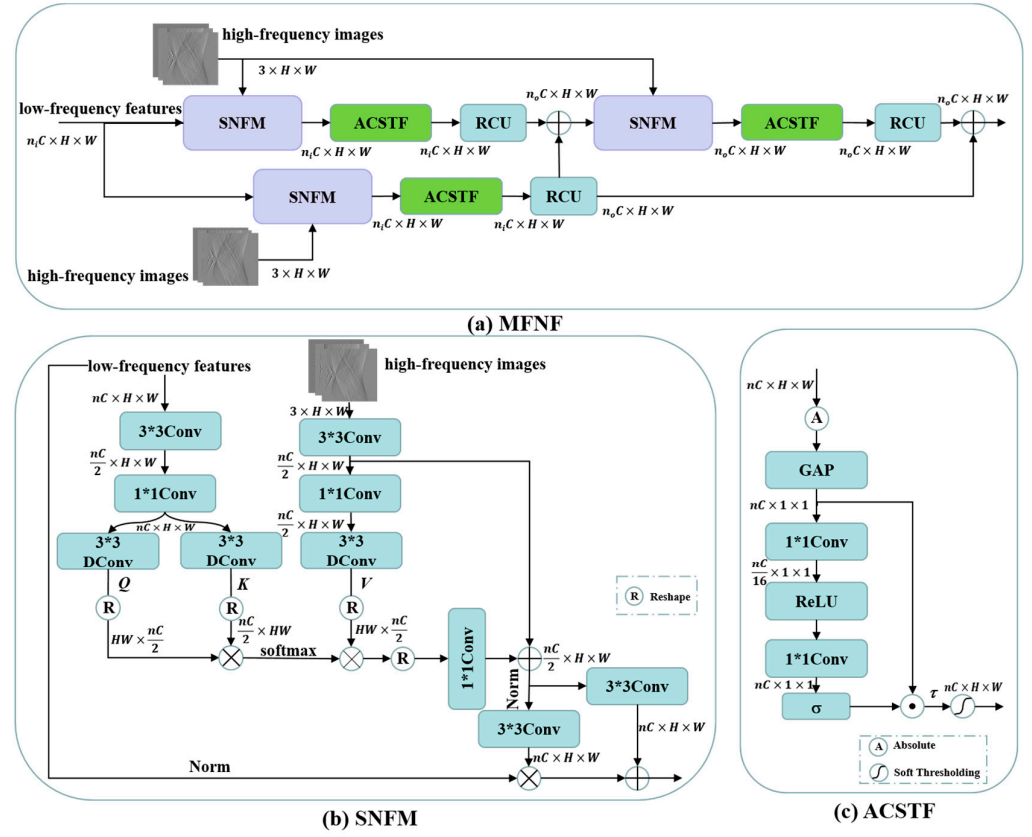 high-frequency images
3 × H × W
low-frequency features
n_iC × H × W
SNFM
n_iC × H × W
ACSTF
n_iC × H × W
RCU
n_oC × H × W
SNFM
n_oC × H × W
ACSTF
n_oC × H × W
RCU
n_oC × H × W
SNFM
n_iC × H × W
ACSTF
n_iC × H × W
RCU
n_oC × H × W
high-frequency images
3 × H × W
(a) MFNF
low-frequency features
nC × H × W
3*3Conv
nC/2 × H × W
1*1Conv
nC × H × W
3*3
DConv
3*3
DConv
Q
K
R
R
HW × nC/2
nC/2 × HW
softmax
high-frequency images
3 × H × W
3*3Conv
nC/2 × H × W
1*1Conv
nC/2 × H × W
3*3
DConv
V
R
HW × nC/2
R
1*1Conv
nC/2 × H × W
Norm
3*3Conv
3*3Conv
nC × H × W
nC × H × W
Norm
R Reshape
(b) SNFM
nC × H × W
A
GAP
nC × 1 × 1
1*1Conv
nC/16 × 1 × 1
ReLU
1*1Conv
nC × 1 × 1
σ
τ
nC × H × W
A Absolute
Soft Thresholding
(c) ACSTF